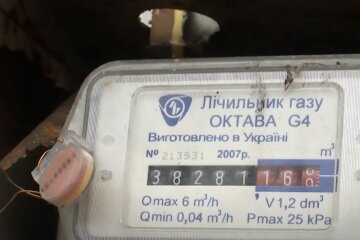 Лічильник газу
ОКТАВА G4
Виготовлено в Україні
№ 213931 2007р.
m³
38281 16
Qmax 6 m³/h V 1,2 dm³
Qmin 0,04 m³/h Pmax 25 kPa